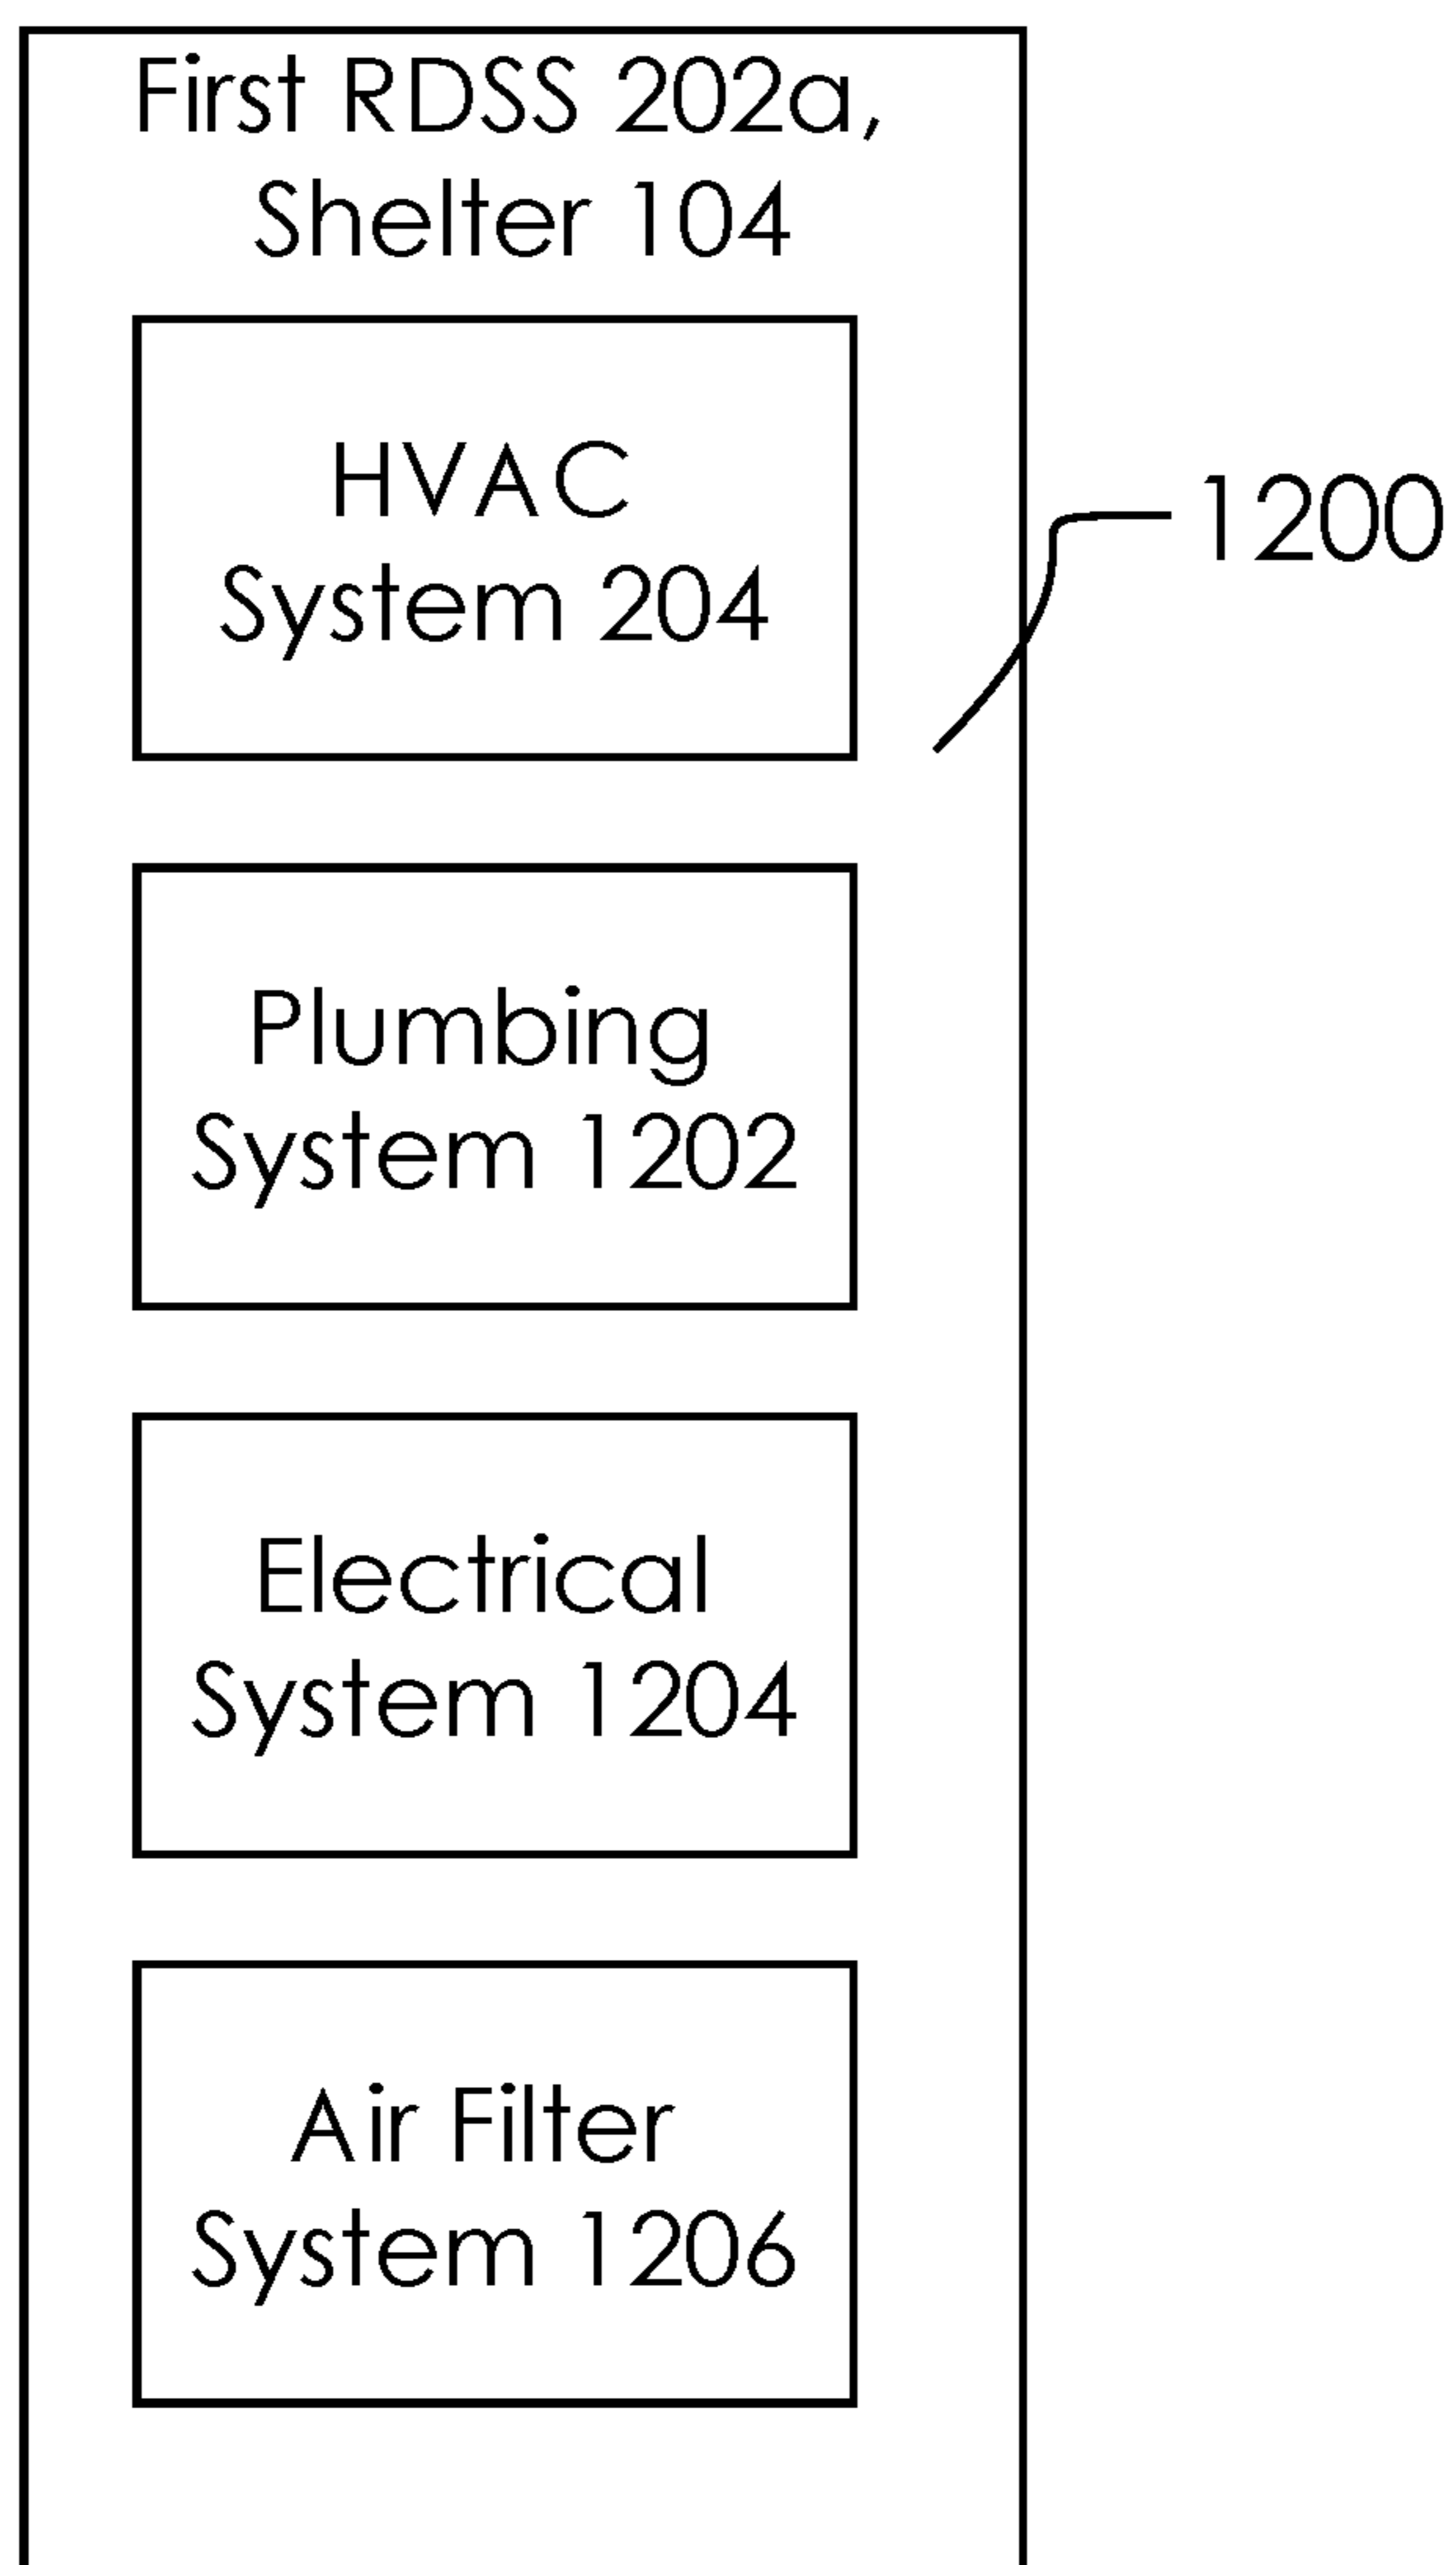 First RDSS 202a,
Shelter 104
HVAC
System 204
1200
Plumbing
System 1202
Electrical
System 1204
Air Filter
System 1206